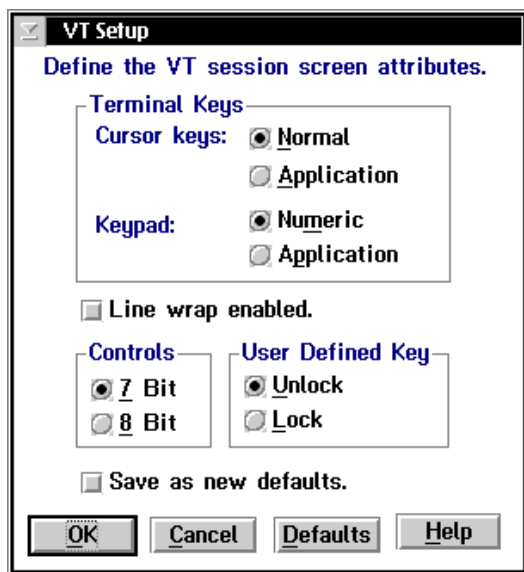 VT Setup
Define the VT session screen attributes.
Terminal Keys
Cursor keys: Normal
Application
Keypad: Numeric
Application
Line wrap enabled.
Controls User Defined Key
7 Bit Unlock
8 Bit Lock
Save as new defaults.
OK Cancel Defaults Help